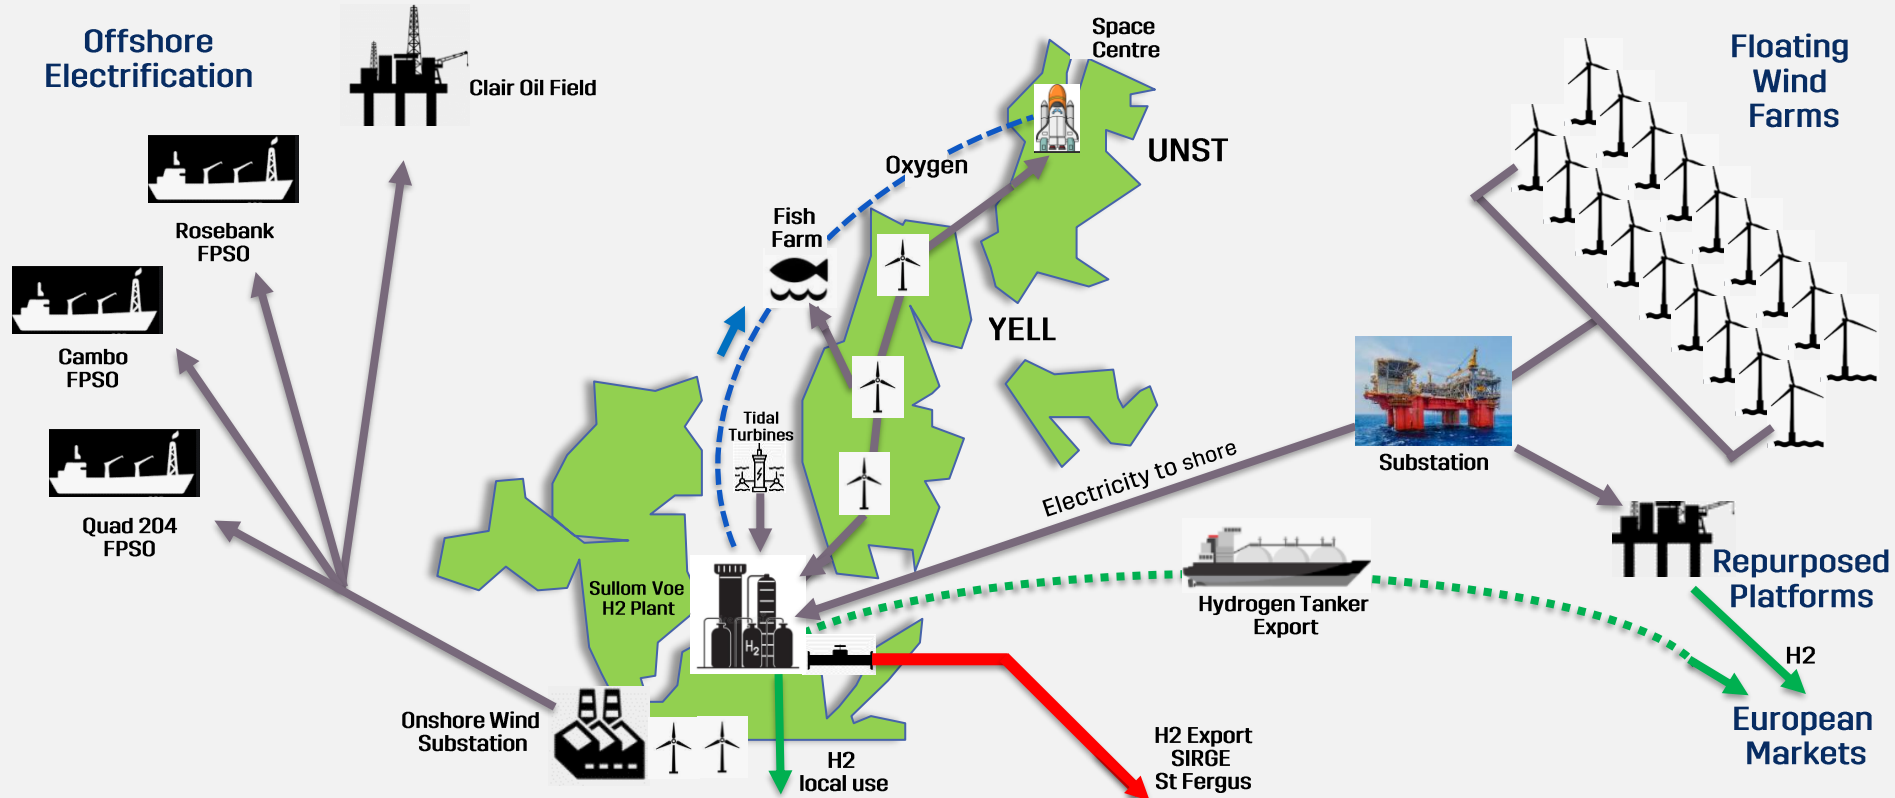 Offshore
Electrification
Clair Oil Field
Rosebank
FPSO
Cambo
FPSO
Quad 204
FPSO
Space
Centre
UNST
Oxygen
Fish
Farm
YELL
Tidal
Turbines
Sullom Voe
H2 Plant
H2
Onshore Wind
Substation
H2
local use
H2 Export
SIRGE
St Fergus
Electricity to shore
Hydrogen Tanker
Export
Floating
Wind
Farms
Substation
Repurposed
Platforms
H2
European
Markets